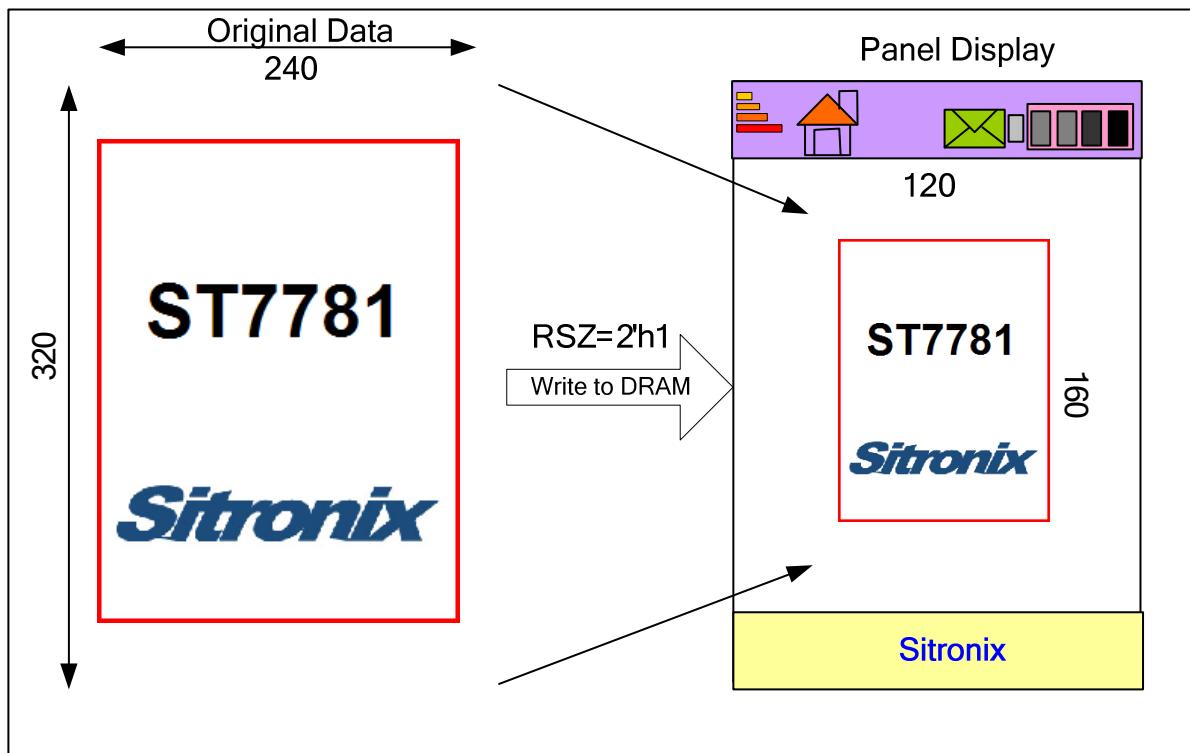 Original Data
240
320
ST7781
Sitronix
RSZ=2'h1
Write to DRAM
Panel Display
120
ST7781
160
Sitronix
Sitronix